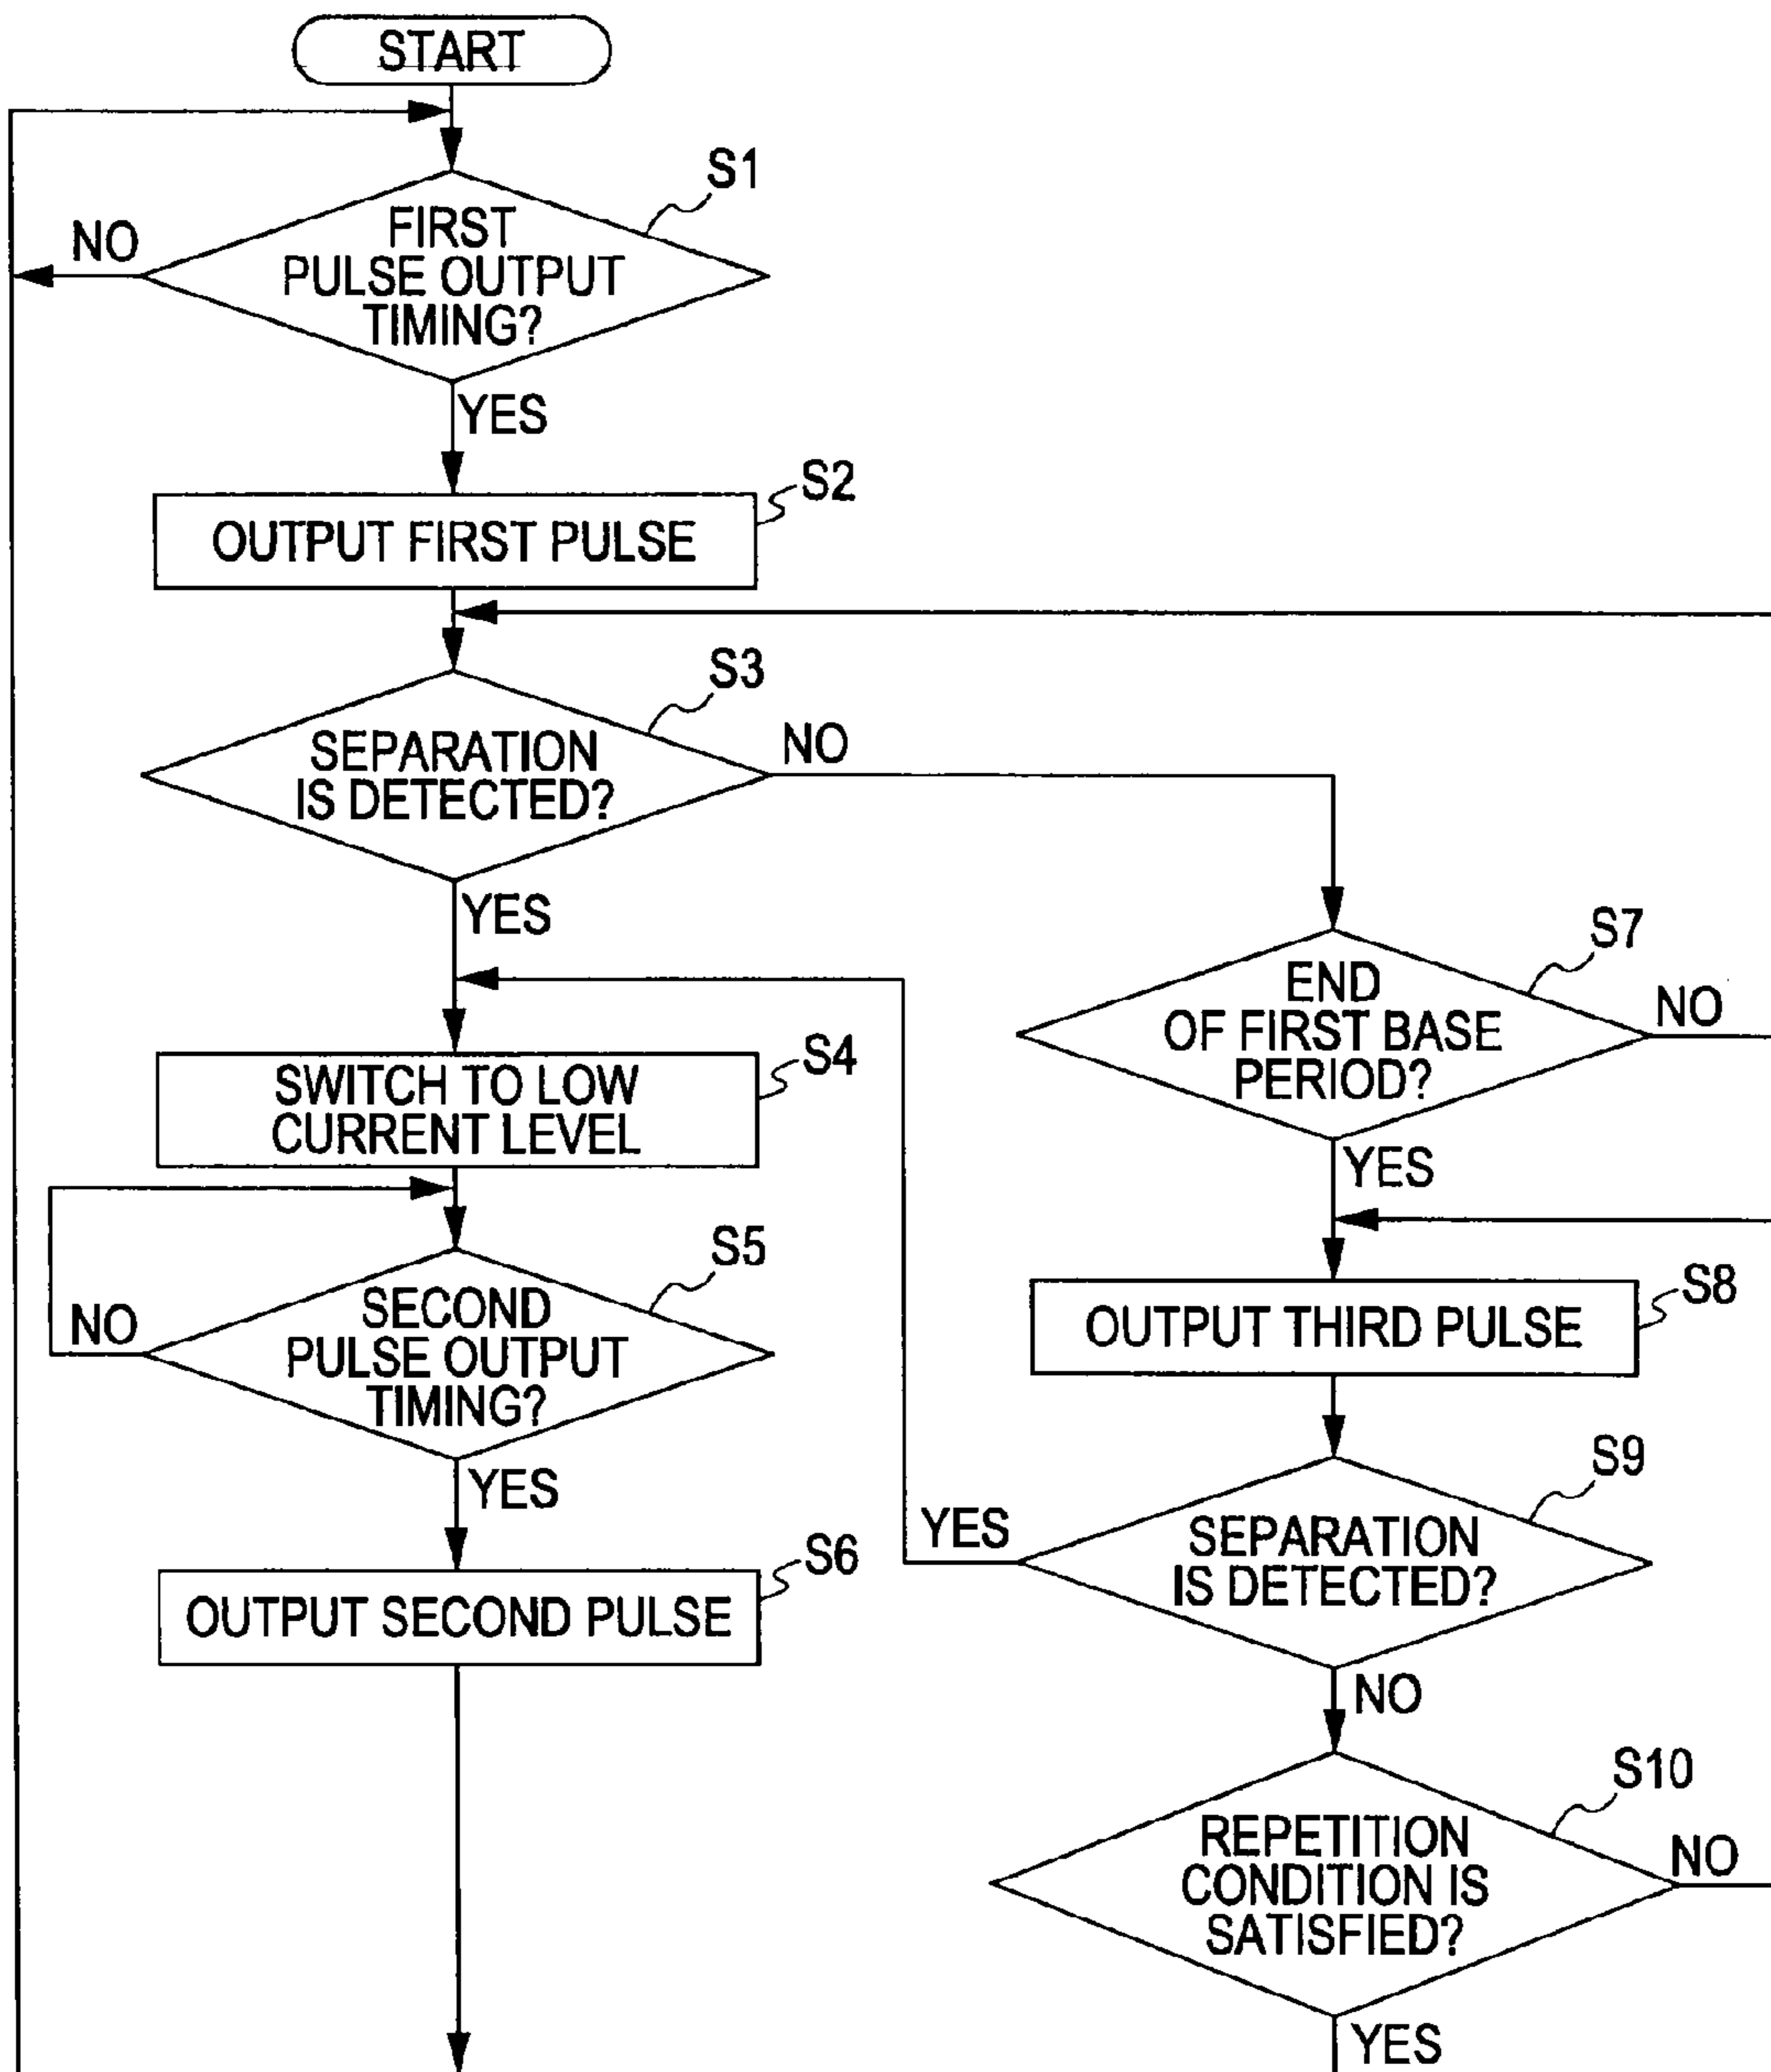 START
S1
FIRST
PULSE OUTPUT
TIMING?
NO
YES
S2
OUTPUT FIRST PULSE
S3
SEPARATION
IS DETECTED?
NO
YES
S4
SWITCH TO LOW
CURRENT LEVEL
S5
SECOND
PULSE OUTPUT
TIMING?
NO
YES
S6
OUTPUT SECOND PULSE
S7
END
OF FIRST BASE
PERIOD?
NO
YES
S8
OUTPUT THIRD PULSE
S9
SEPARATION
IS DETECTED?
YES
NO
S10
REPETITION
CONDITION IS
SATISFIED?
NO
YES